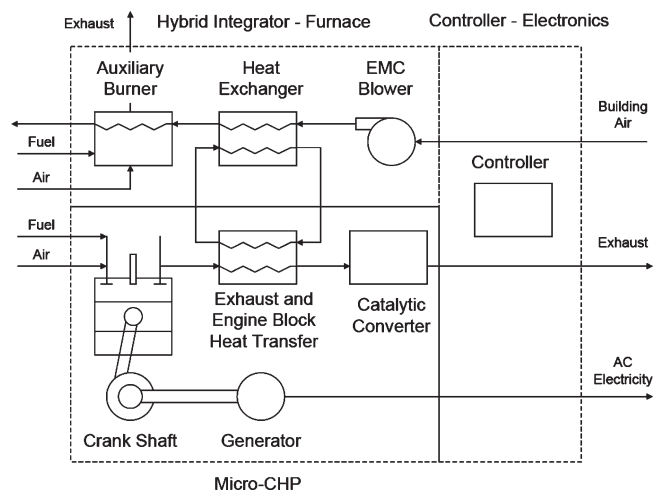 Exhaust
Hybrid Integrator - Furnace
Controller - Electronics
Auxiliary
Burner
Heat
Exchanger
EMC
Blower
Building
Air
Fuel
Air
Controller
Fuel
Air
Exhaust
Exhaust and
Engine Block
Heat Transfer
Catalytic
Converter
AC
Electricity
Crank Shaft
Generator
Micro-CHP